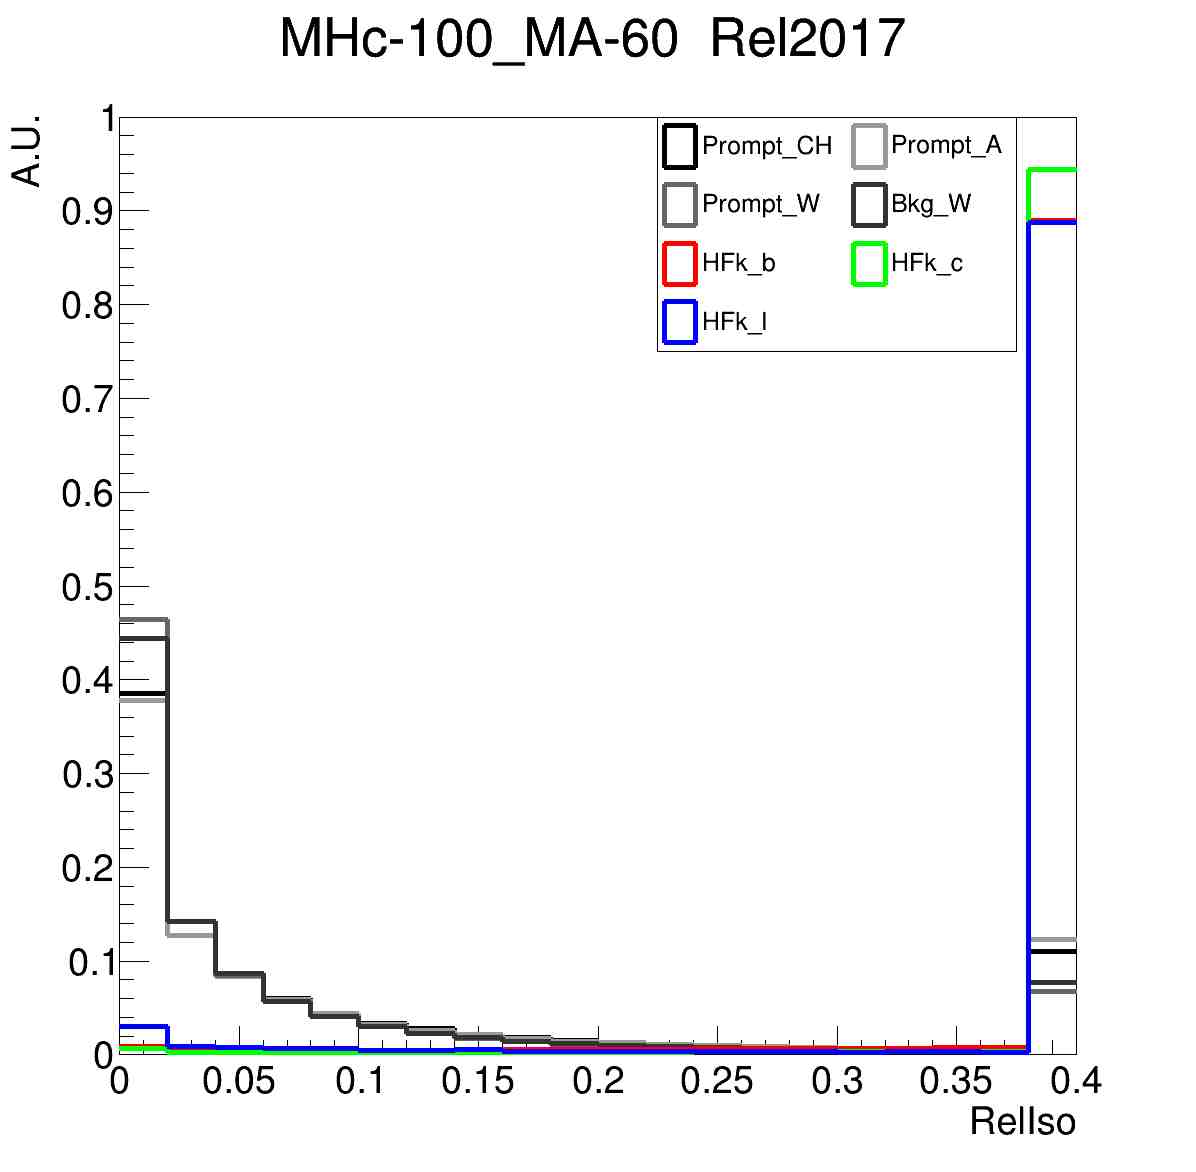 MHc-100_MA-60 Rel2017
A.U.
1
0.9
0.8
0.7
0.6
0.5
0.4
0.3
0.2
0.1
0
Prompt_CH Prompt_A
Prompt_W Bkg_W
HFk_b HFk_c
HFk_l
0 0.05 0.1 0.15 0.2 0.25 0.3 0.35 0.4
RelIso